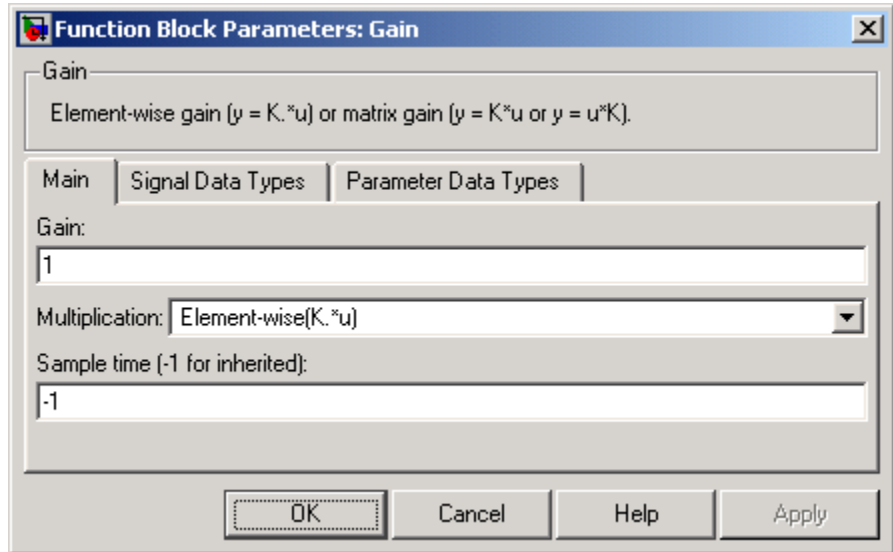 Function Block Parameters: Gain
Gain
Element-wise gain (y = K.*u) or matrix gain (y = K*u or y = u*K).
Main Signal Data Types Parameter Data Types
Gain:
1
Multiplication: Element-wise(K.*u)
Sample time (-1 for inherited):
-1
OK Cancel Help Apply